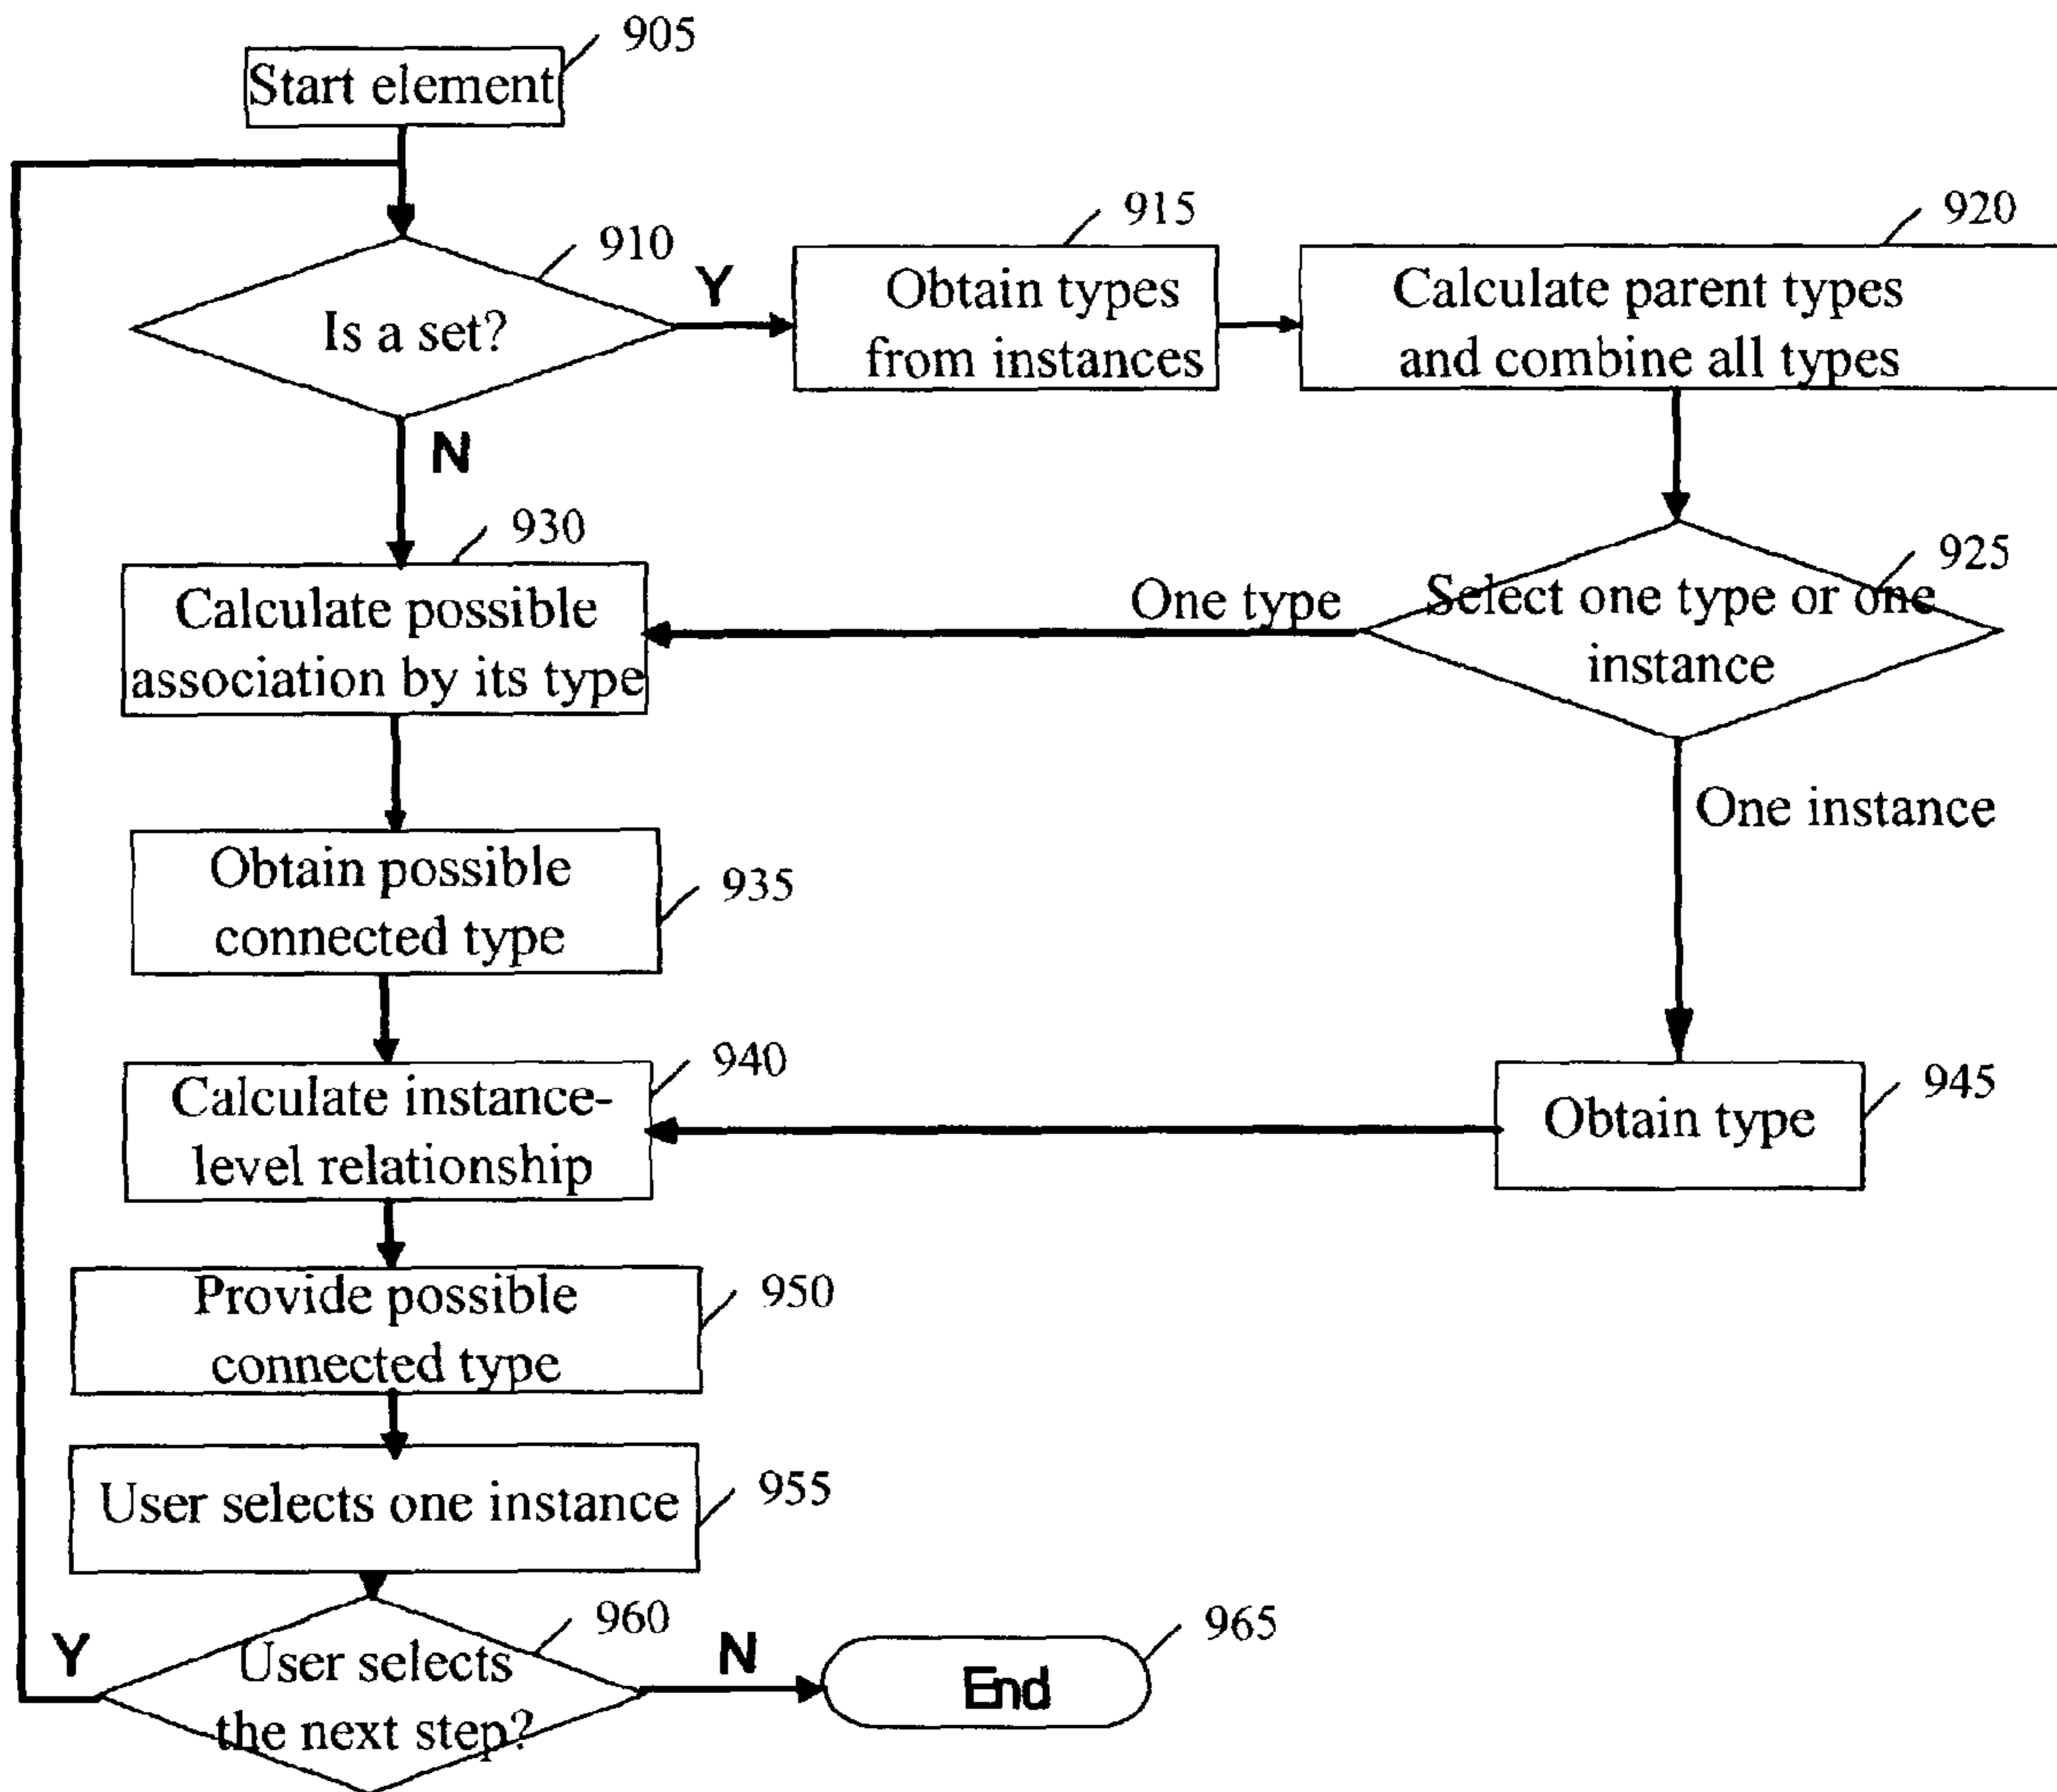 905
Start element
910
Is a set?
Y
915
Obtain types
from instances
920
Calculate parent types
and combine all types
N
930
Calculate possible
association by its type
One type
925
Select one type or one
instance
One instance
Obtain possible
connected type
935
940
Calculate instance-
level relationship
945
Obtain type
950
Provide possible
connected type
955
User selects one instance
960
Y
User selects
the next step?
N
965
End